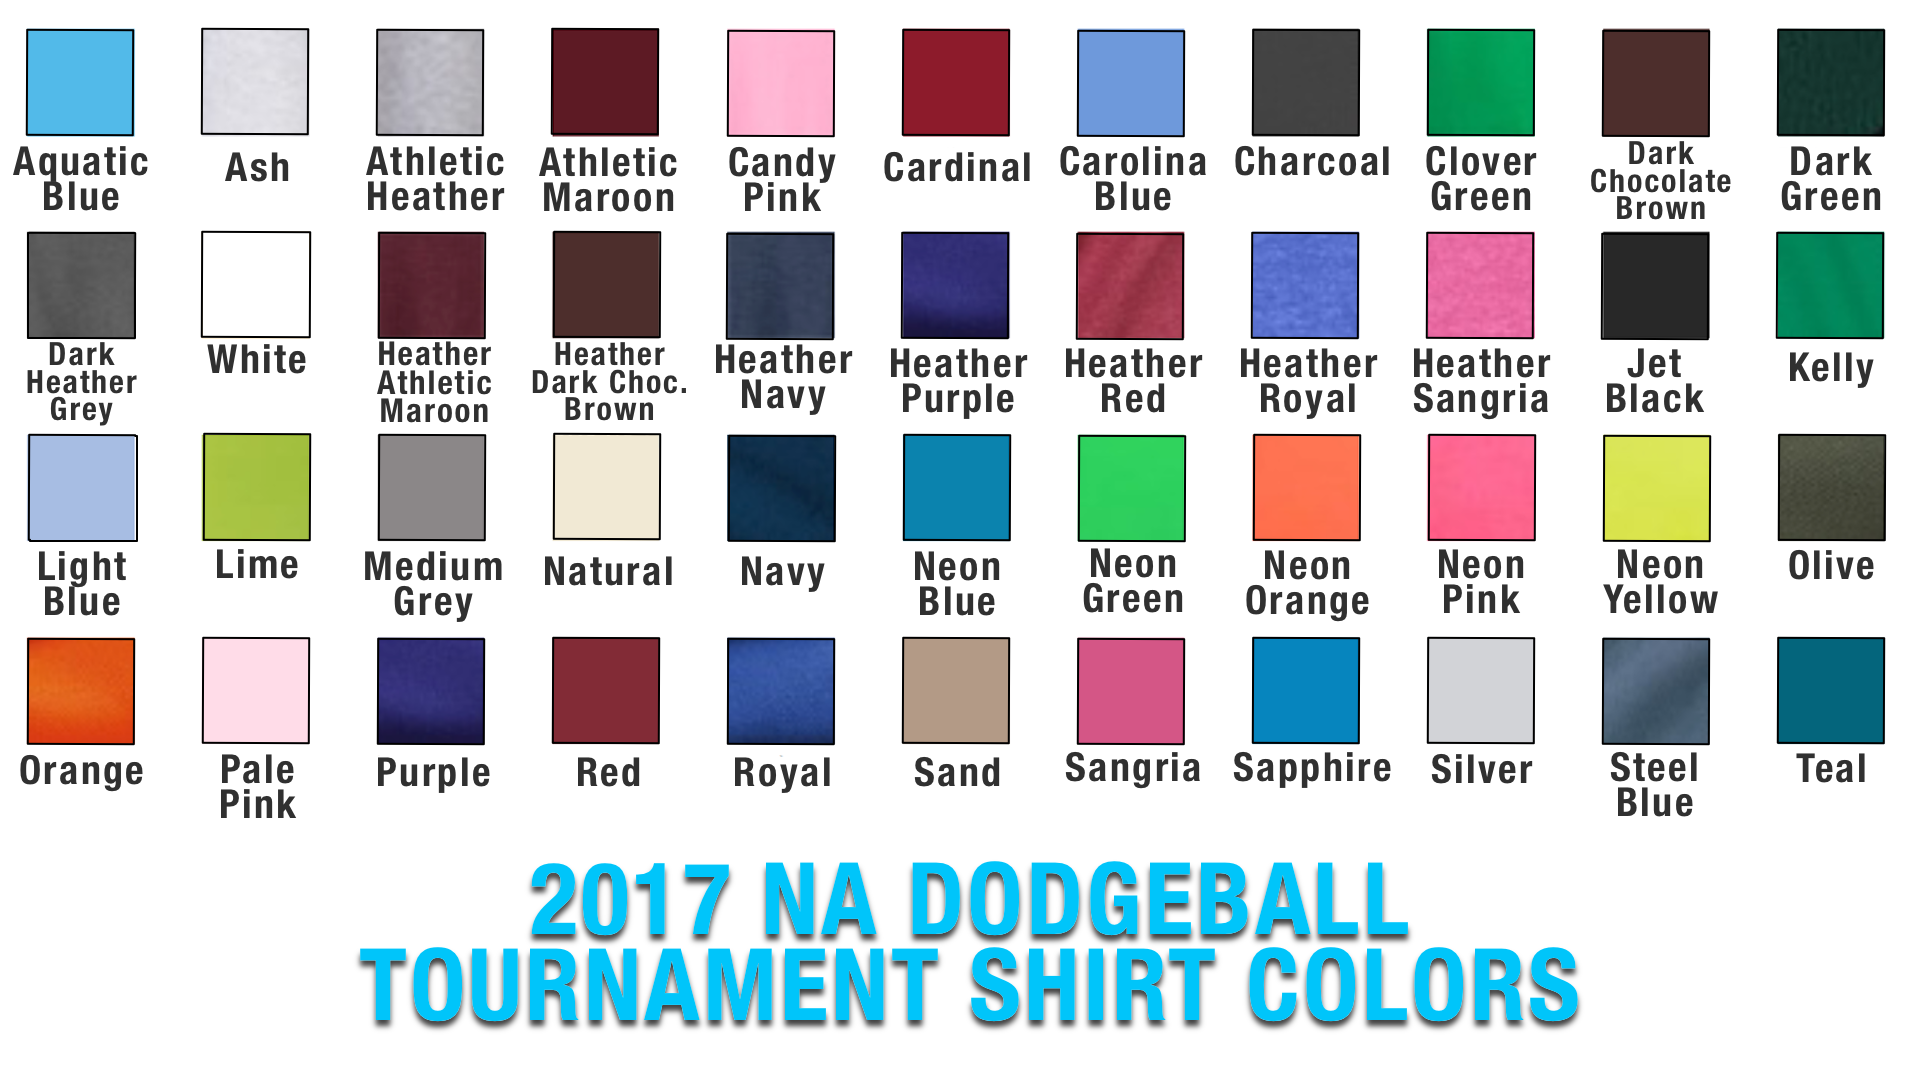 Aquatic
Blue
Ash
Athletic
Heather
Athletic
Maroon
Candy
Pink
Cardinal
Carolina
Blue
Charcoal
Clover
Green
Dark
Chocolate
Brown
Dark
Green
Dark
Heather
Grey
White
Heather
Athletic
Maroon
Heather
Dark Choc.
Brown
Heather
Navy
Heather
Purple
Heather
Red
Heather
Royal
Heather
Sangria
Jet
Black
Kelly
Light
Blue
Lime
Medium
Grey
Natural
Navy
Neon
Blue
Neon
Green
Neon
Orange
Neon
Pink
Neon
Yellow
Olive
Orange
Pale
Pink
Purple
Red
Royal
Sand
Sangria
Sapphire
Silver
Steel
Blue
Teal
2017 NA DODGEBALL
TOURNAMENT SHIRT COLORS